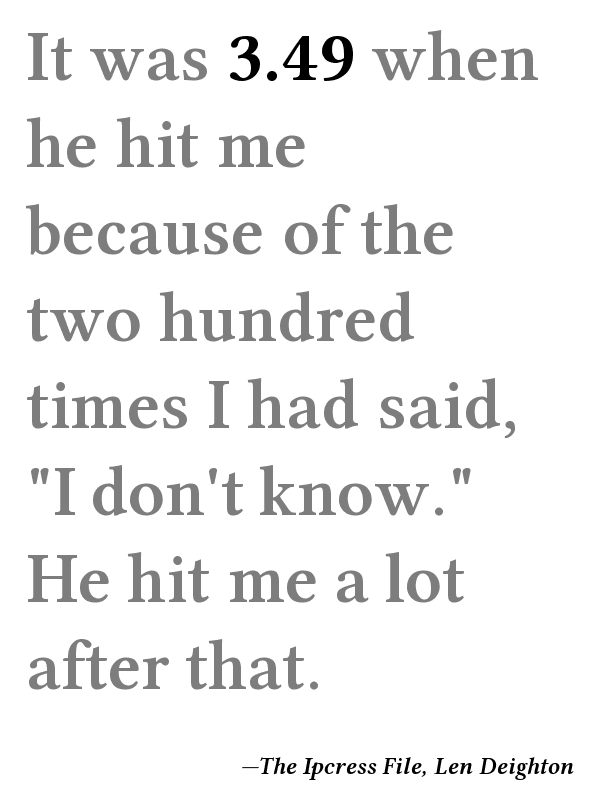 It was 3.49 when
he hit me
because of the
two hundred
times I had said,
"I don't know."
He hit me a lot
after that.
—The Ipcress File, Len Deighton